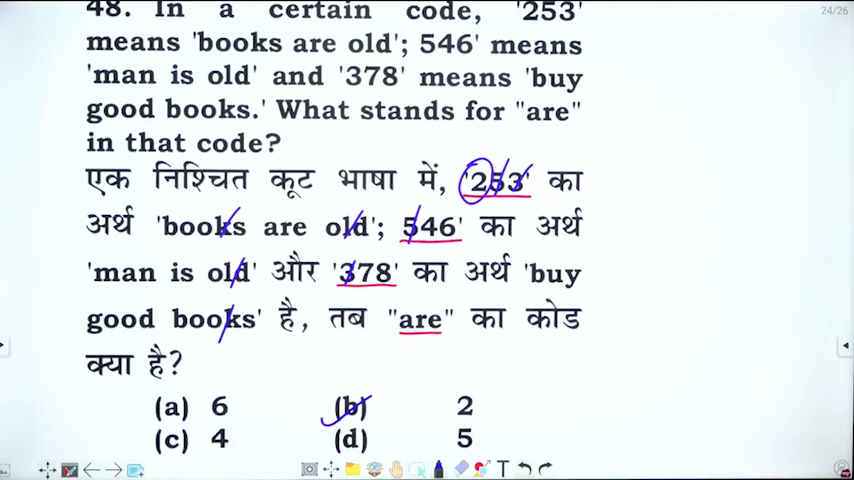 24/26
48. In a certain code, '253'
means 'books are old'; 546' means
'man is old' and '378' means 'buy
good books.' What stands for "are"
in that code?
एक निश्चित कूट भाषा में, '253' का
अर्थ 'books are old'; 546' का अर्थ
'man is old' और '378' का अर्थ 'buy
good books' है, तब "are" का कोड
क्या है?
(a) 6 (b) 2
(c) 4 (d) 5